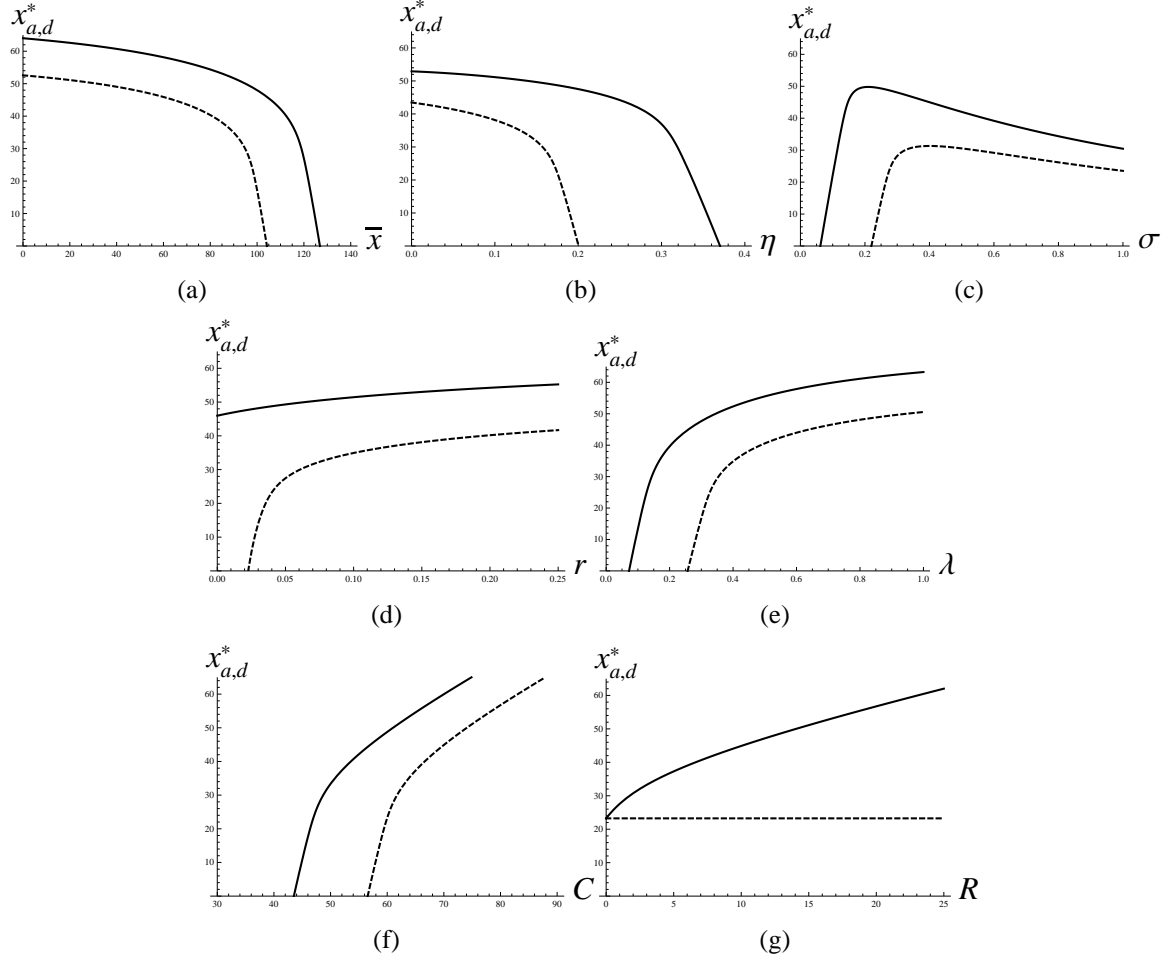 x*a,d x*a,d x*a,d
60 50 40 30 20 10
0 20 40 60 80 100 120 140 x̄
60 50 40 30 20 10
0.0 0.1 0.2 0.3 0.4 η
60 50 40 30 20 10
0.0 0.2 0.4 0.6 0.8 1.0 σ
(a) (b) (c)
x*a,d x*a,d
60 50 40 30 20 10
0.00 0.05 0.10 0.15 0.20 0.25 r
60 50 40 30 20 10
0.0 0.2 0.4 0.6 0.8 1.0 λ
(d) (e)
x*a,d x*a,d
60 50 40 30 20 10
30 40 50 60 70 80 90 C
60 50 40 30 20 10
0 5 10 15 20 25 R
(f) (g)